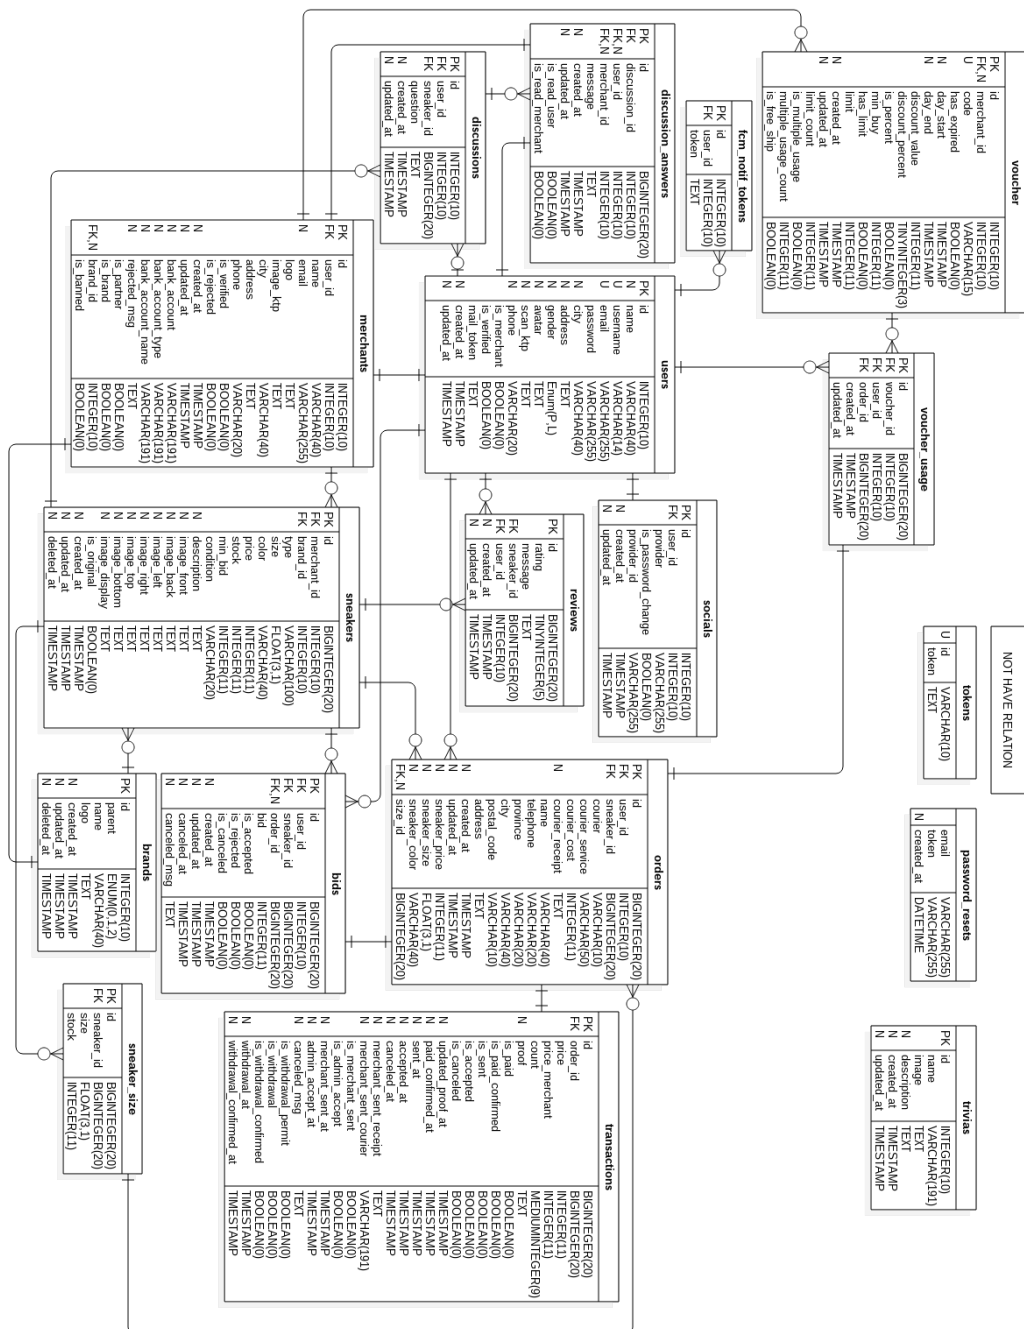 voucher
PK id INTEGER(10)
FK,N merchant_id INTEGER(10)
U code VARCHAR(15)
has_expired BOOLEAN(0)
N day_start TIMESTAMP
N day_end TIMESTAMP
discount_value INTEGER(11)
discount_percent TINYINTEGER(3)
is_percent BOOLEAN(0)
min_buy INTEGER(11)
has_limit BOOLEAN(0)
limit INTEGER(11)
N created_at TIMESTAMP
N updated_at TIMESTAMP
limit_count INTEGER(11)
is_multiple_usage BOOLEAN(0)
multiple_usage_count INTEGER(11)
is_free_ship BOOLEAN(0)
NOT HAVE RELATION
tokens
U id VARCHAR(10)
token TEXT
password_resets
email VARCHAR(255)
token VARCHAR(255)
N created_at DATETIME
trivias
PK id INTEGER(10)
name VARCHAR(191)
image TEXT
N description TEXT
N created_at TIMESTAMP
N updated_at TIMESTAMP
voucher_usage
PK id BIGINTEGER(20)
FK voucher_id INTEGER(10)
FK user_id INTEGER(10)
FK order_id BIGINTEGER(20)
created_at TIMESTAMP
updated_at TIMESTAMP
fcm_notif_tokens
PK id INTEGER(10)
FK user_id INTEGER(10)
token TEXT
socials
PK id INTEGER(10)
FK user_id INTEGER(10)
provider VARCHAR(255)
is_password_change BOOLEAN(0)
provider_id VARCHAR(255)
N created_at TIMESTAMP
N updated_at TIMESTAMP
discussion_answers
PK id BIGINTEGER(20)
FK discussion_id INTEGER(10)
FK,N user_id INTEGER(10)
FK,N merchant_id INTEGER(10)
message TEXT
N created_at TIMESTAMP
N updated_at TIMESTAMP
is_read_user BOOLEAN(0)
is_read_merchant BOOLEAN(0)
users
PK id INTEGER(10)
N name VARCHAR(40)
U username VARCHAR(14)
U email VARCHAR(255)
password VARCHAR(255)
N city VARCHAR(40)
address TEXT
N gender Enum(P,L)
N avatar TEXT
N scan_ktp TEXT
N phone VARCHAR(20)
is_merchant BOOLEAN(0)
is_verified BOOLEAN(0)
mail_token TEXT
N created_at TIMESTAMP
N updated_at TIMESTAMP
reviews
PK id BIGINTEGER(20)
rating TINYINTEGER(5)
message TEXT
FK sneaker_id BIGINTEGER(20)
FK user_id INTEGER(10)
N created_at TIMESTAMP
N updated_at TIMESTAMP
orders
PK id BIGINTEGER(20)
FK user_id INTEGER(10)
FK sneaker_id BIGINTEGER(20)
courier VARCHAR(10)
courier_service VARCHAR(50)
courier_cost INTEGER(11)
N courier_receipt TEXT
name VARCHAR(40)
telephone VARCHAR(20)
province VARCHAR(20)
city VARCHAR(40)
postal_code VARCHAR(10)
address TEXT
N created_at TIMESTAMP
N updated_at TIMESTAMP
N sneaker_price INTEGER(11)
N sneaker_size FLOAT(3,1)
N sneaker_color VARCHAR(40)
FK,N size_id BIGINTEGER(20)
transactions
PK id BIGINTEGER(20)
FK order_id BIGINTEGER(20)
price INTEGER(11)
price_merchant INTEGER(11)
count MEDIUMINTEGER(9)
N proof TEXT
is_paid BOOLEAN(0)
is_paid_confirmed BOOLEAN(0)
is_sent BOOLEAN(0)
is_accepted BOOLEAN(0)
is_canceled BOOLEAN(0)
N updated_proof_at TIMESTAMP
N paid_confirmed_at TIMESTAMP
N sent_at TIMESTAMP
N accepted_at TIMESTAMP
N canceled_at TIMESTAMP
N merchant_sent_receipt TEXT
N merchant_sent_courier VARCHAR(191)
is_merchant_sent BOOLEAN(0)
is_admin_accept BOOLEAN(0)
N merchant_sent_at TIMESTAMP
N admin_accept_at TIMESTAMP
N canceled_msg TEXT
is_withdrawal_permit BOOLEAN(0)
is_withdrawal BOOLEAN(0)
is_withdrawal_confirmed BOOLEAN(0)
N withdrawal_at TIMESTAMP
N withdrawal_confirmed_at TIMESTAMP
discussions
PK id INTEGER(10)
FK user_id INTEGER(10)
FK sneaker_id BIGINTEGER(20)
question TEXT
N created_at TIMESTAMP
N updated_at TIMESTAMP
merchants
PK id INTEGER(10)
FK user_id INTEGER(10)
name VARCHAR(40)
N email VARCHAR(255)
logo TEXT
image_ktp TEXT
city VARCHAR(40)
address TEXT
phone VARCHAR(20)
is_verified BOOLEAN(0)
is_rejected BOOLEAN(0)
N created_at TIMESTAMP
N updated_at TIMESTAMP
N bank_account VARCHAR(191)
N bank_account_type VARCHAR(191)
N bank_account_name VARCHAR(191)
N rejected_msg TEXT
is_partner BOOLEAN(0)
is_brand BOOLEAN(0)
FK,N brand_id INTEGER(10)
is_banned BOOLEAN(0)
sneakers
PK id BIGINTEGER(20)
FK merchant_id INTEGER(10)
FK brand_id INTEGER(10)
type VARCHAR(100)
size FLOAT(3,1)
color VARCHAR(40)
price INTEGER(11)
stock INTEGER(11)
min_bid INTEGER(11)
condition VARCHAR(20)
N description TEXT
N image_front TEXT
N image_back TEXT
N image_left TEXT
N image_right TEXT
N image_top TEXT
N image_bottom TEXT
N image_display TEXT
is_original BOOLEAN(0)
N created_at TIMESTAMP
N updated_at TIMESTAMP
N deleted_at TIMESTAMP
bids
PK id BIGINTEGER(20)
FK user_id INTEGER(10)
FK sneaker_id BIGINTEGER(20)
FK,N order_id BIGINTEGER(20)
bid INTEGER(11)
is_accepted BOOLEAN(0)
is_rejected BOOLEAN(0)
is_canceled BOOLEAN(0)
N created_at TIMESTAMP
N updated_at TIMESTAMP
N canceled_at TIMESTAMP
N canceled_msg TEXT
brands
PK id INTEGER(10)
parent ENUM(0,1,2)
name VARCHAR(40)
logo TEXT
N created_at TIMESTAMP
N updated_at TIMESTAMP
N deleted_at TIMESTAMP
sneaker_size
PK id BIGINTEGER(20)
FK sneaker_id BIGINTEGER(20)
size FLOAT(3,1)
stock INTEGER(11)